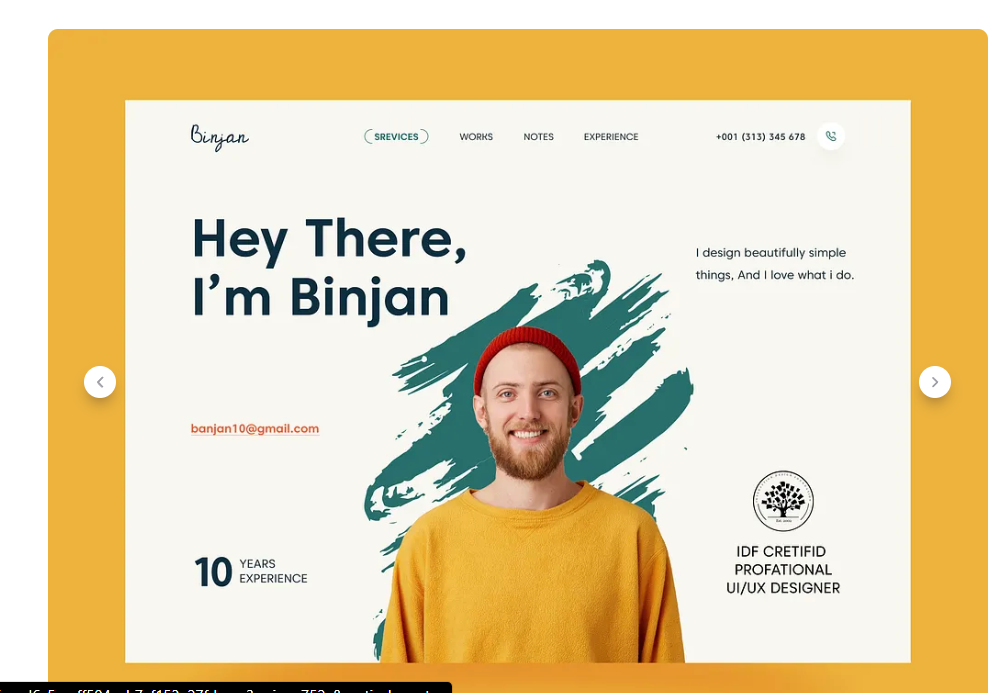 Binjan
SREVICES
WORKS
NOTES
EXPERIENCE
+001 (313) 345 678
Hey There,
I'm Binjan
I design beautifully simple
things, And I love what i do.
banjan10@gmail.com
10
YEARS
EXPERIENCE
IDF CRETIFID
PROFATIONAL
UI/UX DESIGNER